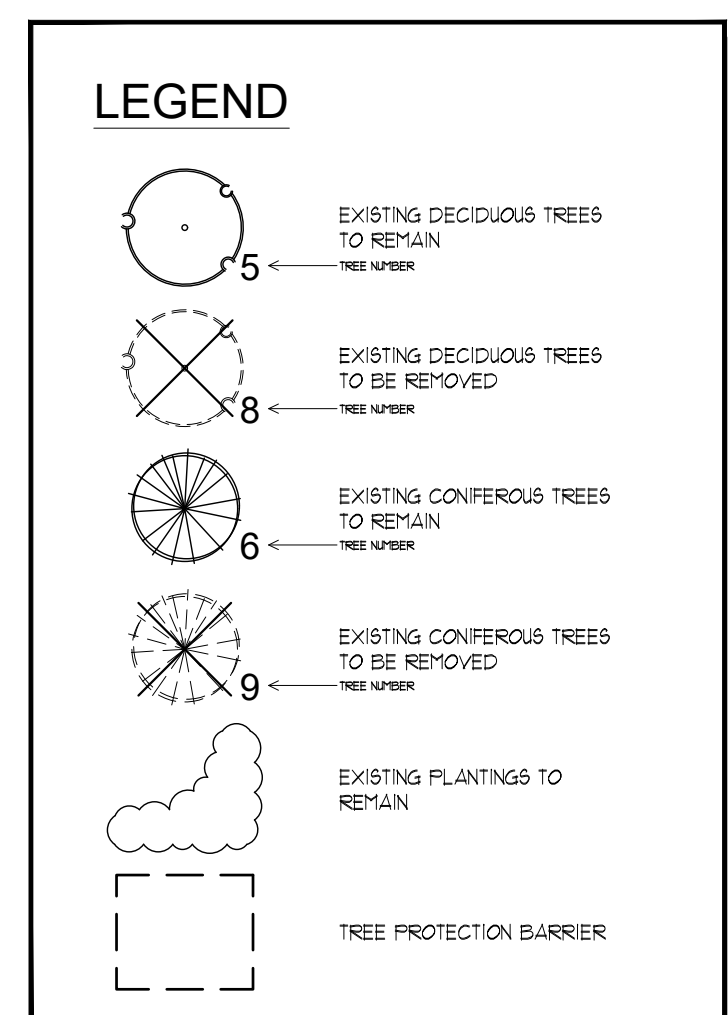 LEGEND
EXISTING DECIDUOUS TREES
TO REMAIN
5 TREE NUMBER
EXISTING DECIDUOUS TREES
TO BE REMOVED
8 TREE NUMBER
EXISTING CONIFEROUS TREES
TO REMAIN
6 TREE NUMBER
EXISTING CONIFEROUS TREES
TO BE REMOVED
9 TREE NUMBER
EXISTING PLANTINGS TO
REMAIN
TREE PROTECTION BARRIER